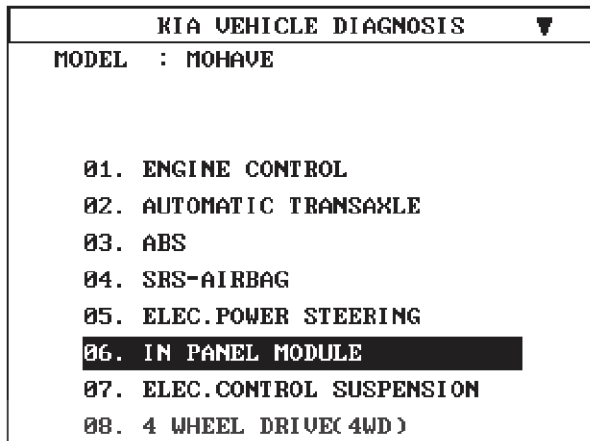 KIA VEHICLE DIAGNOSIS ▼
MODEL : MOHAVE
01. ENGINE CONTROL
02. AUTOMATIC TRANSAXLE
03. ABS
04. SRS-AIRBAG
05. ELEC.POWER STEERING
06. IN PANEL MODULE
07. ELEC.CONTROL SUSPENSION
08. 4 WHEEL DRIVE(4WD)